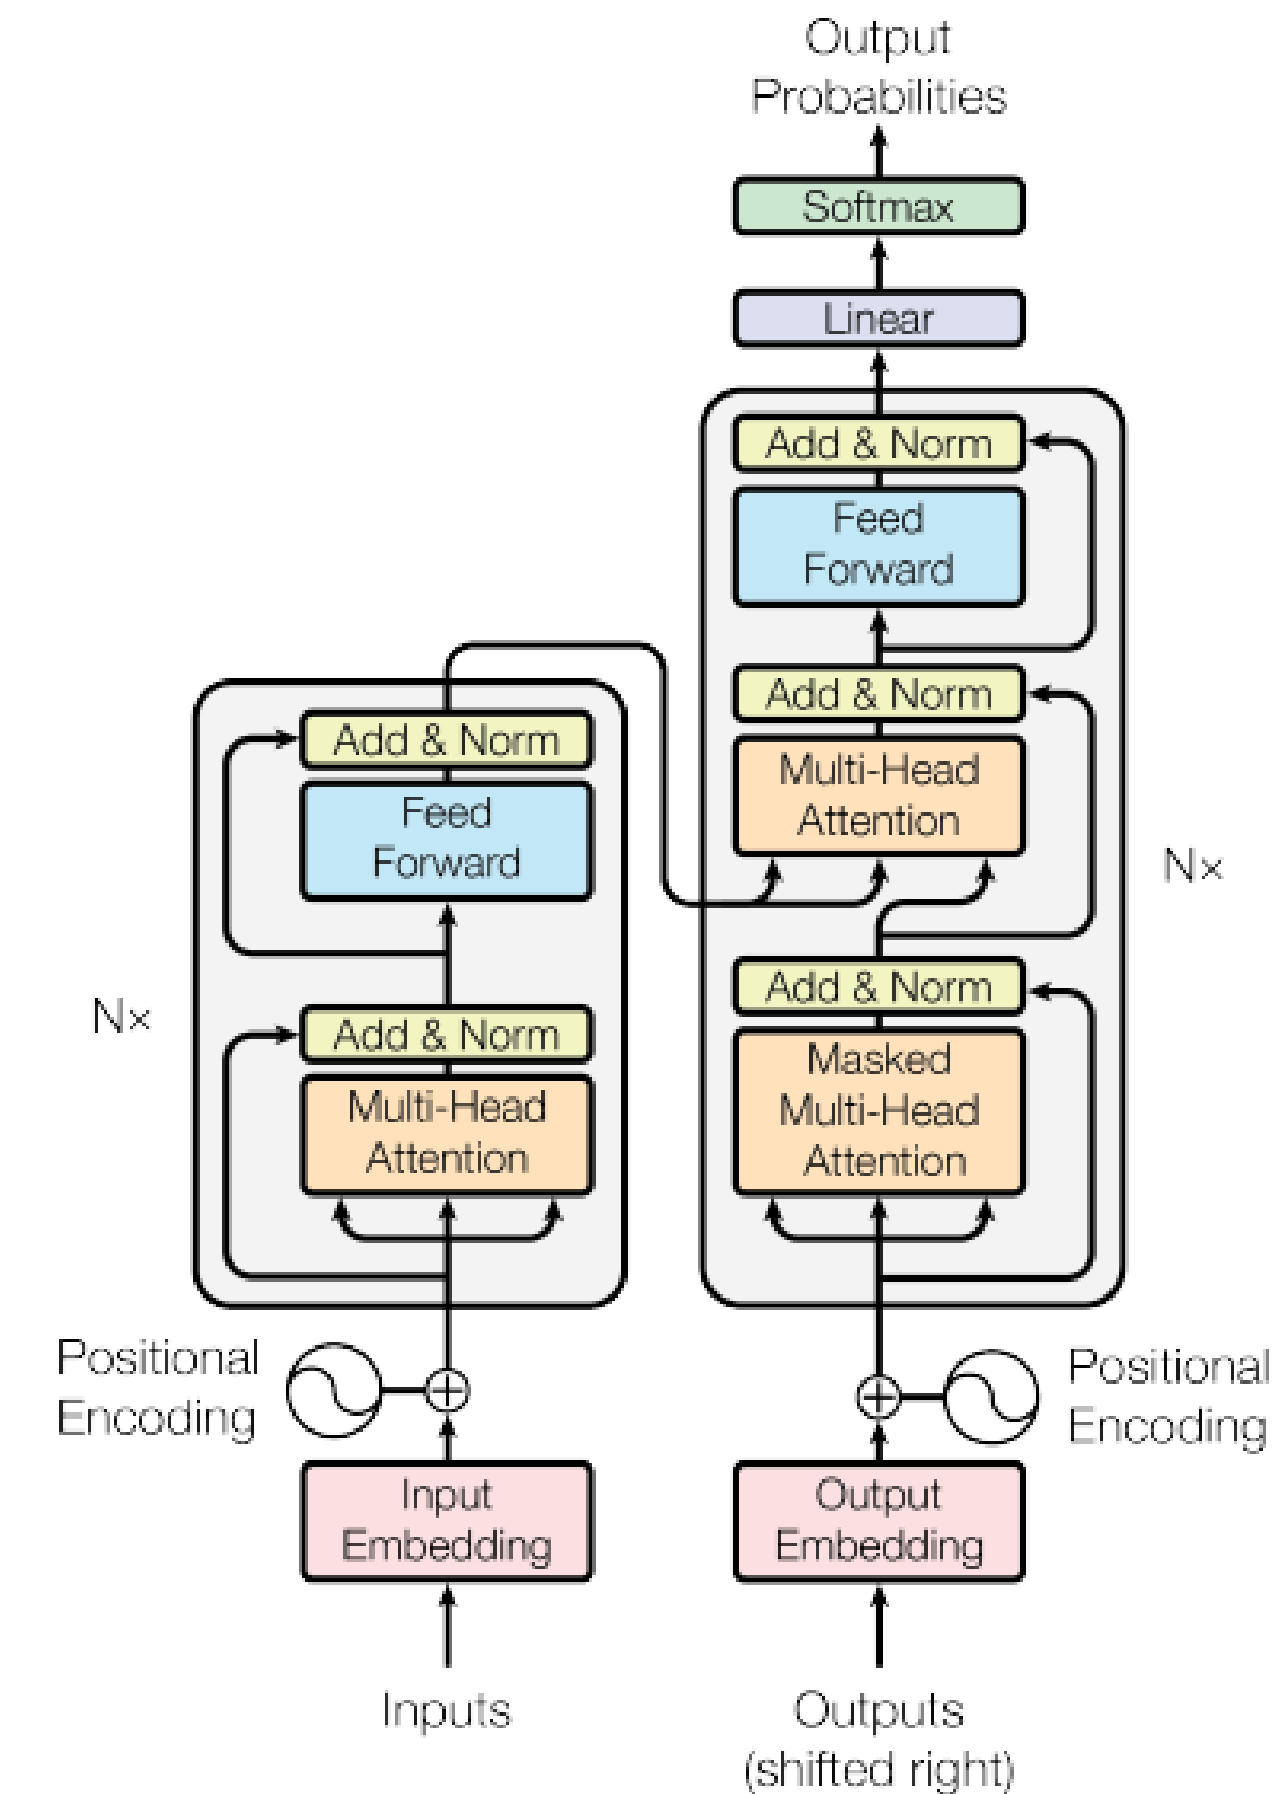 Output
Probabilities
Softmax
Linear
Add & Norm
Feed
Forward
Add & Norm
Multi-Head
Attention
Nx
Add & Norm
Masked
Multi-Head
Attention
Add & Norm
Feed
Forward
Nx
Add & Norm
Multi-Head
Attention
Positional
Encoding
Positional
Encoding
Input
Embedding
Output
Embedding
Inputs
Outputs
(shifted right)